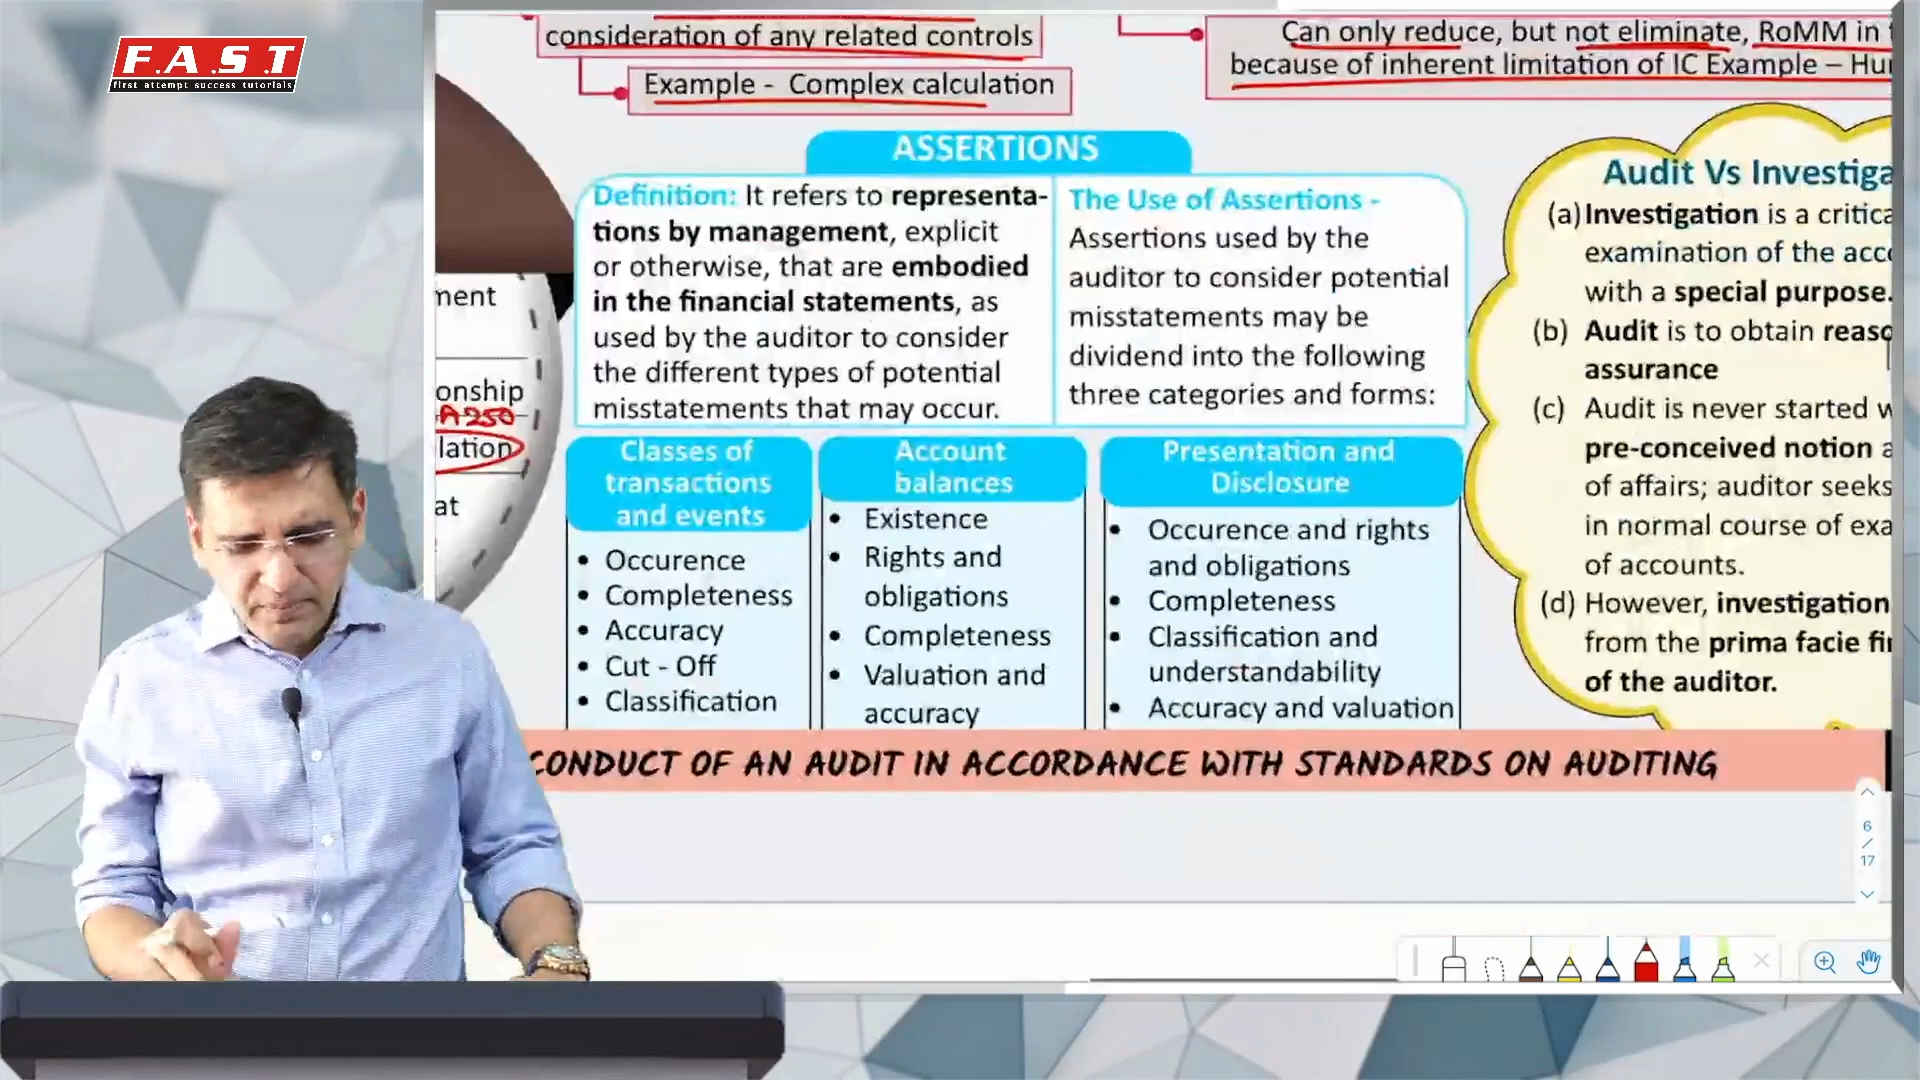 F.A.S.T
first attempt success tutorials
consideration of any related controls
Example - Complex calculation
Can only reduce, but not eliminate, RoMM in
because of inherent limitation of IC Example – Hu
ment
onship
A250
lation
at
ASSERTIONS
Definition: It refers to representa-
tions by management, explicit
or otherwise, that are embodied
in the financial statements, as
used by the auditor to consider
the different types of potential
misstatements that may occur.
The Use of Assertions -
Assertions used by the
auditor to consider potential
misstatements may be
dividend into the following
three categories and forms:
Classes of
transactions
and events
• Occurence
• Completeness
• Accuracy
• Cut - Off
• Classification
Account
balances
• Existence
• Rights and
obligations
• Completeness
• Valuation and
accuracy
Presentation and
Disclosure
• Occurence and rights
and obligations
• Completeness
• Classification and
understandability
• Accuracy and valuation
Audit Vs Investiga
(a) Investigation is a critica
examination of the acco
with a special purpose.
(b) Audit is to obtain reaso
assurance
(c) Audit is never started w
pre-conceived notion a
of affairs; auditor seeks
in normal course of exa
of accounts.
(d) However, investigation
from the prima facie fi
of the auditor.
CONDUCT OF AN AUDIT IN ACCORDANCE WITH STANDARDS ON AUDITING
6
/
17